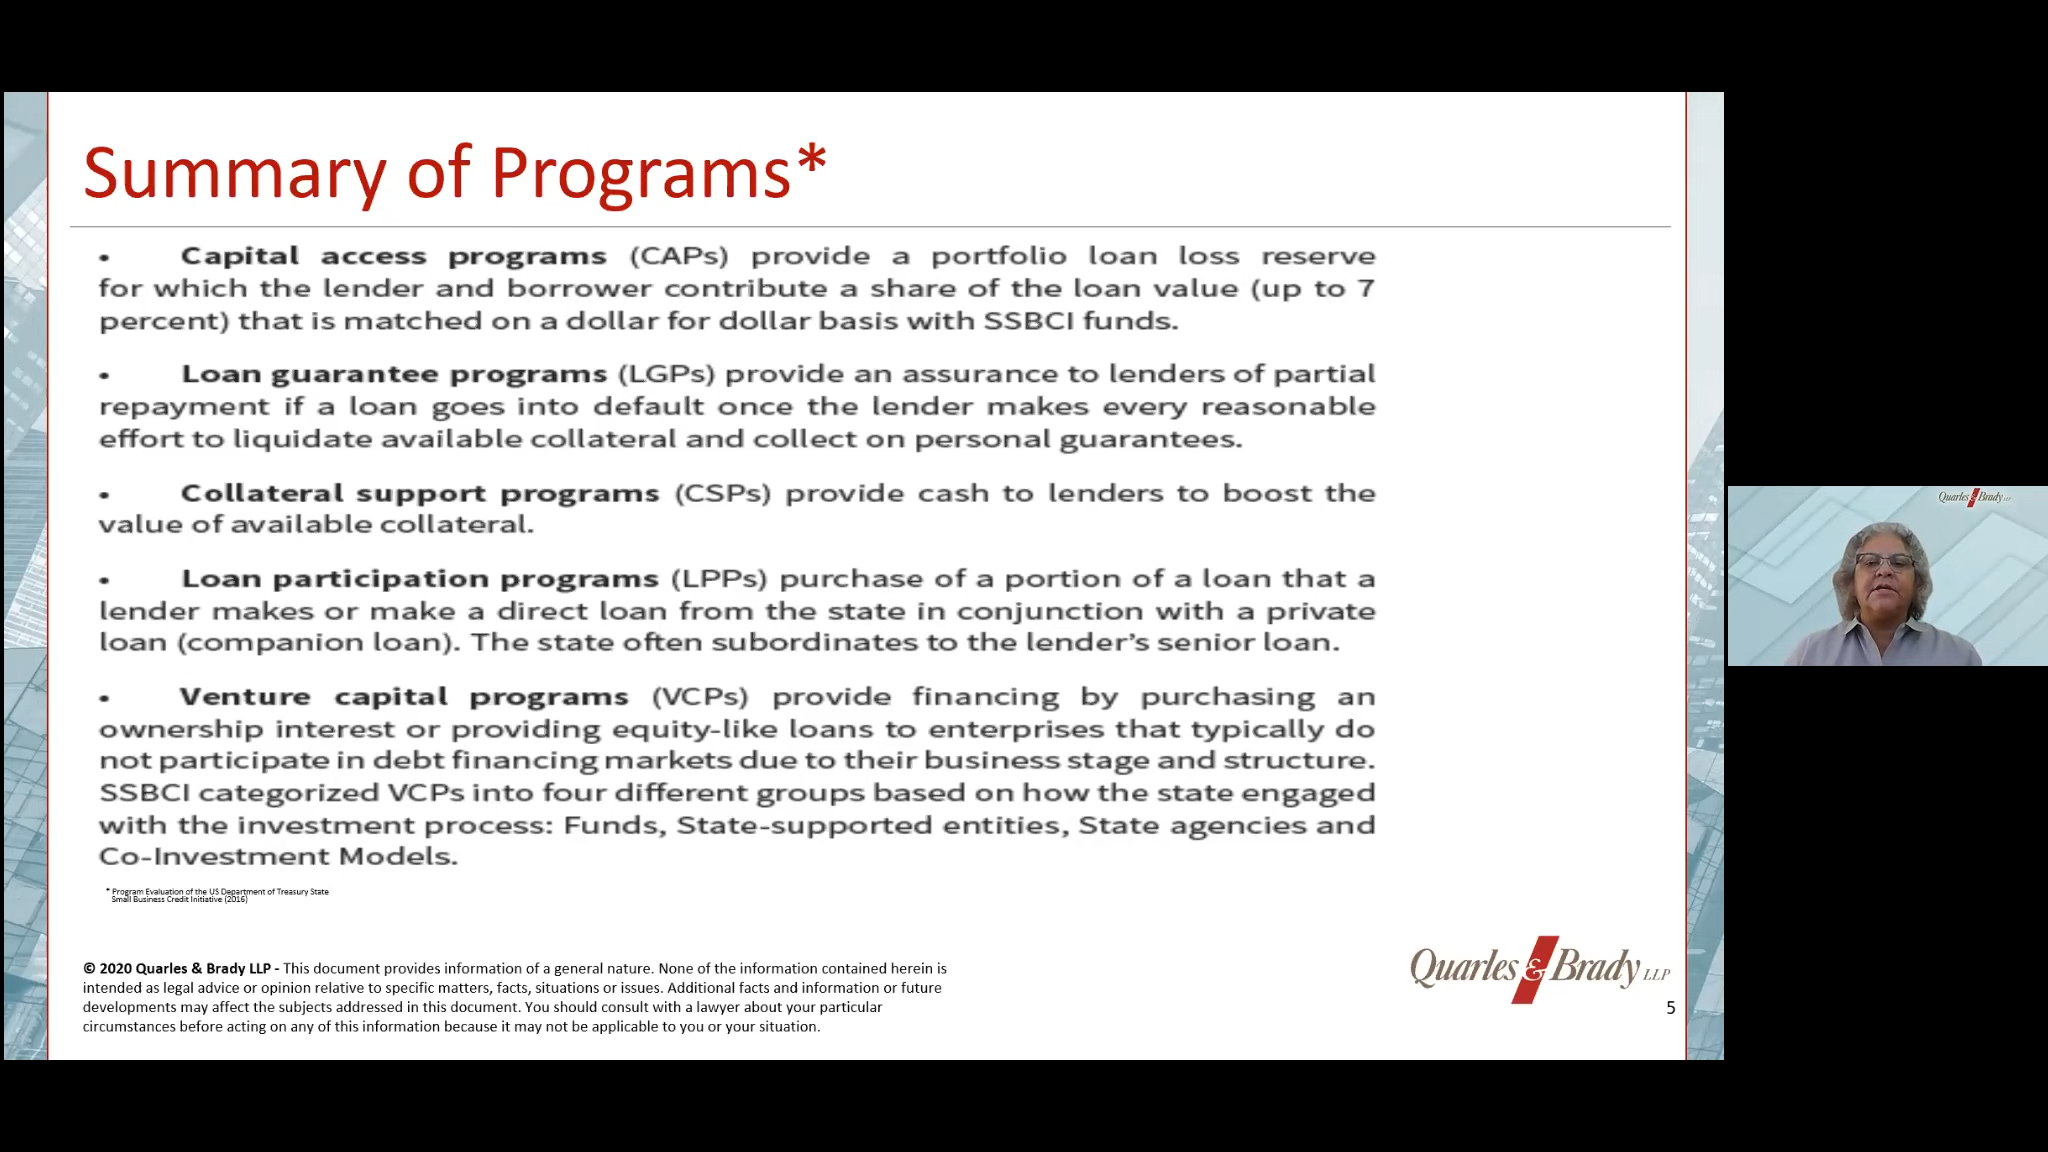 Summary of Programs*
• Capital access programs (CAPs) provide a portfolio loan loss reserve
for which the lender and borrower contribute a share of the loan value (up to 7
percent) that is matched on a dollar for dollar basis with SSBCI funds.
• Loan guarantee programs (LGPs) provide an assurance to lenders of partial
repayment if a loan goes into default once the lender makes every reasonable
effort to liquidate available collateral and collect on personal guarantees.
• Collateral support programs (CSPs) provide cash to lenders to boost the
value of available collateral.
• Loan participation programs (LPPs) purchase of a portion of a loan that a
lender makes or make a direct loan from the state in conjunction with a private
loan (companion loan). The state often subordinates to the lender’s senior loan.
• Venture capital programs (VCPs) provide financing by purchasing an
ownership interest or providing equity-like loans to enterprises that typically do
not participate in debt financing markets due to their business stage and structure.
SSBCI categorized VCPs into four different groups based on how the state engaged
with the investment process: Funds, State-supported entities, State agencies and
Co-Investment Models.
* Program Evaluation of the US Department of Treasury State
Small Business Credit Initiative (2016)
© 2020 Quarles & Brady LLP - This document provides information of a general nature. None of the information contained herein is
intended as legal advice or opinion relative to specific matters, facts, situations or issues. Additional facts and information or future
developments may affect the subjects addressed in this document. You should consult with a lawyer about your particular
circumstances before acting on any of this information because it may not be applicable to you or your situation.
Quarles & Brady LLP
5
Quarles & Brady LLP